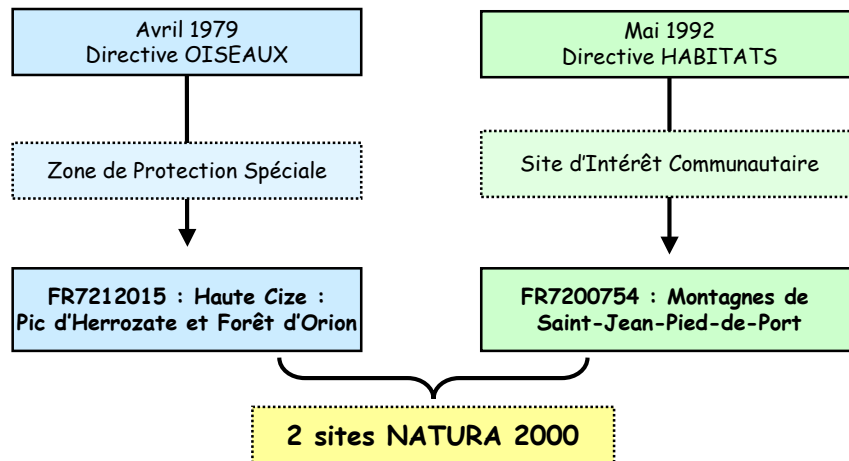 Avril 1979
Directive OISEAUX
Zone de Protection Spéciale
FR7212015 : Haute Cize :
Pic d'Herrozate et Forêt d'Orion
Mai 1992
Directive HABITATS
Site d'Intérêt Communautaire
FR7200754 : Montagnes de
Saint-Jean-Pied-de-Port
2 sites NATURA 2000